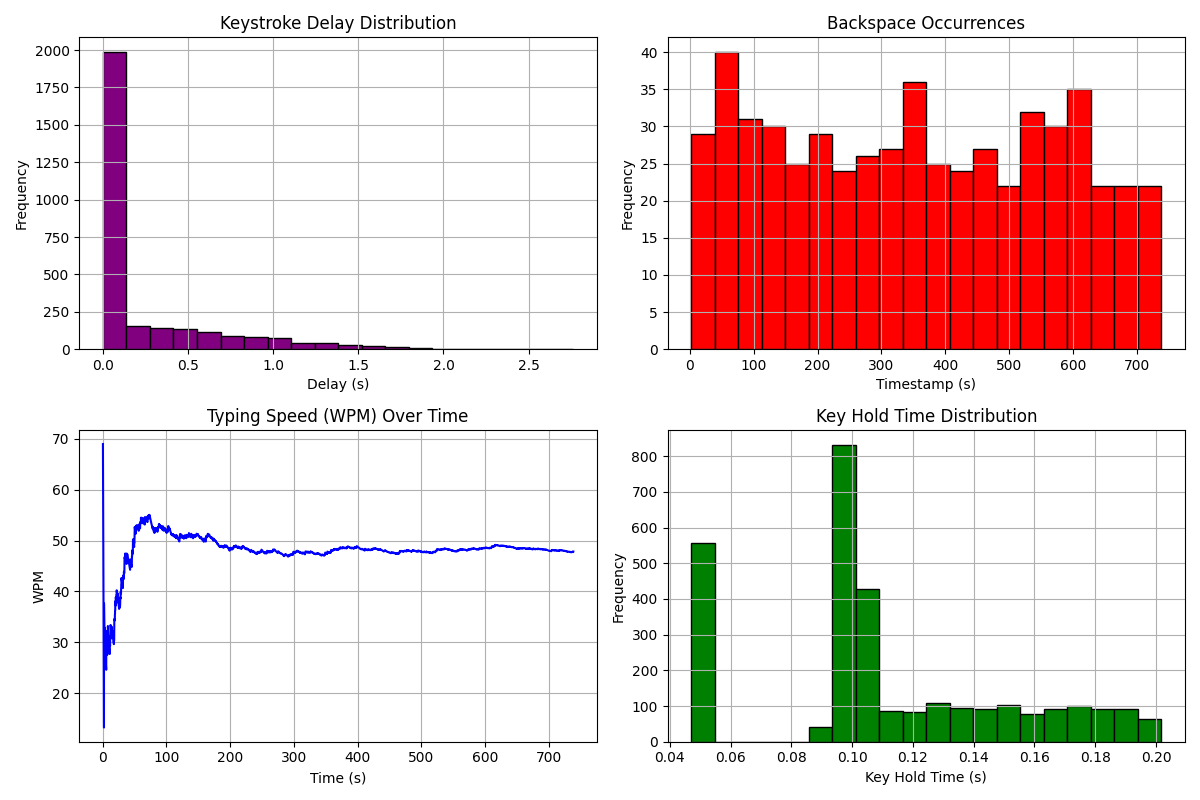 Keystroke Delay Distribution
2000
1750
1500
1250
1000
750
500
250
0
Frequency
0.0 0.5 1.0 1.5 2.0 2.5
Delay (s)
Backspace Occurrences
40
35
30
25
20
15
10
5
0
Frequency
0 100 200 300 400 500 600 700
Timestamp (s)
Typing Speed (WPM) Over Time
70
60
50
40
30
20
WPM
0 100 200 300 400 500 600 700
Time (s)
Key Hold Time Distribution
800
700
600
500
400
300
200
100
0
Frequency
0.04 0.06 0.08 0.10 0.12 0.14 0.16 0.18 0.20
Key Hold Time (s)